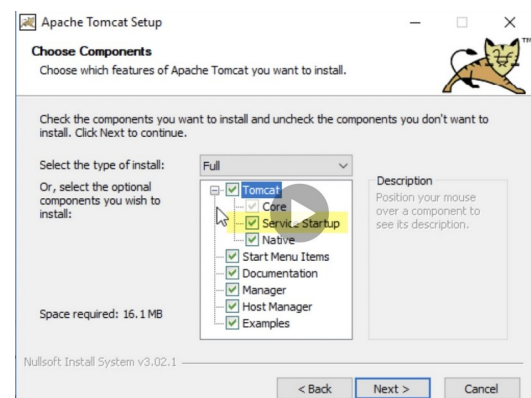 Apache Tomcat Setup
Choose Components
Choose which features of Apache Tomcat you want to install.
TM
Check the components you want to install and uncheck the components you don't want to
install. Click Next to continue.
Select the type of install:
Full
Or, select the optional
components you wish to
install:
Tomcat
Core
Service Startup
Native
Start Menu Items
Documentation
Manager
Host Manager
Examples
Description
Position your mouse
over a component to
see its description.
Space required: 16.1 MB
Nullsoft Install System v3.02.1
< Back
Next >
Cancel